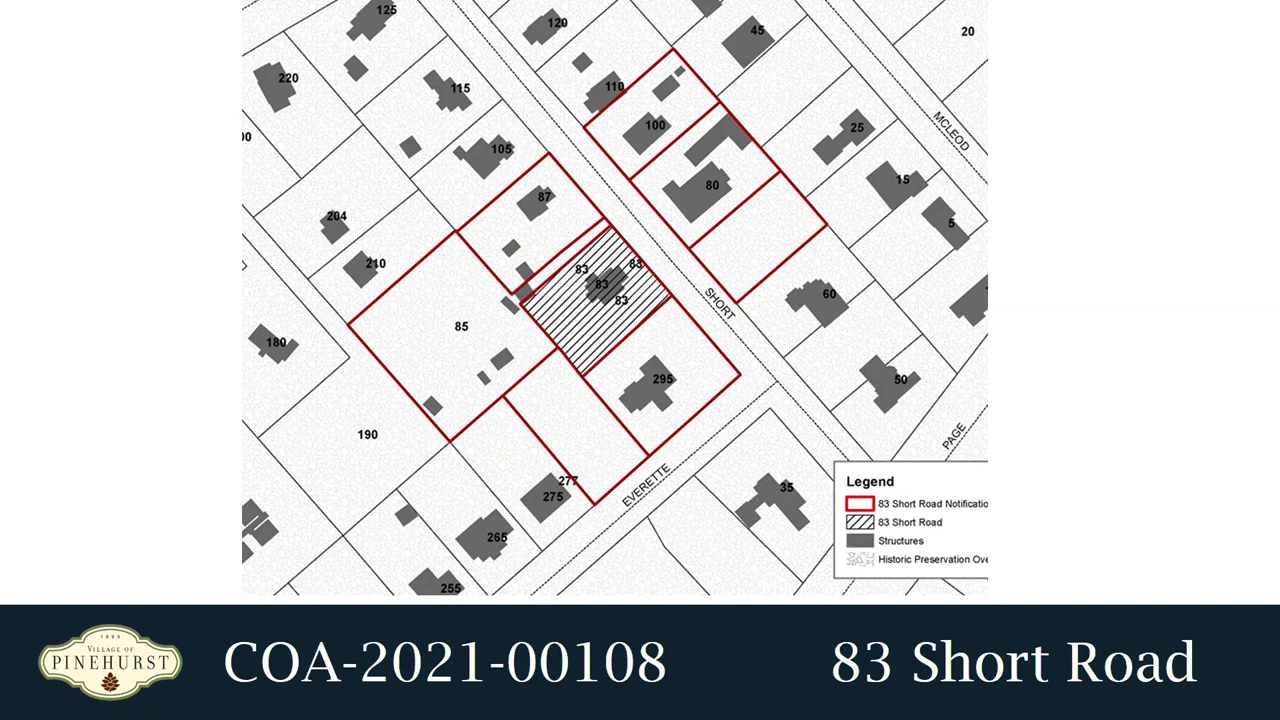 125
120
45
20
220
115
110
MCLEOD
100
25
00
105
80
15
87
204
5
210
83
83
83
60
83
SHORT
85
180
295
50
190
PAGE
277
EVERETTE
275
35
265
255
Legend
83 Short Road Notificatio
83 Short Road
Structures
Historic Preservation Ove
1895
VILLAGE OF
PINEHURST
COA-2021-00108
83 Short Road